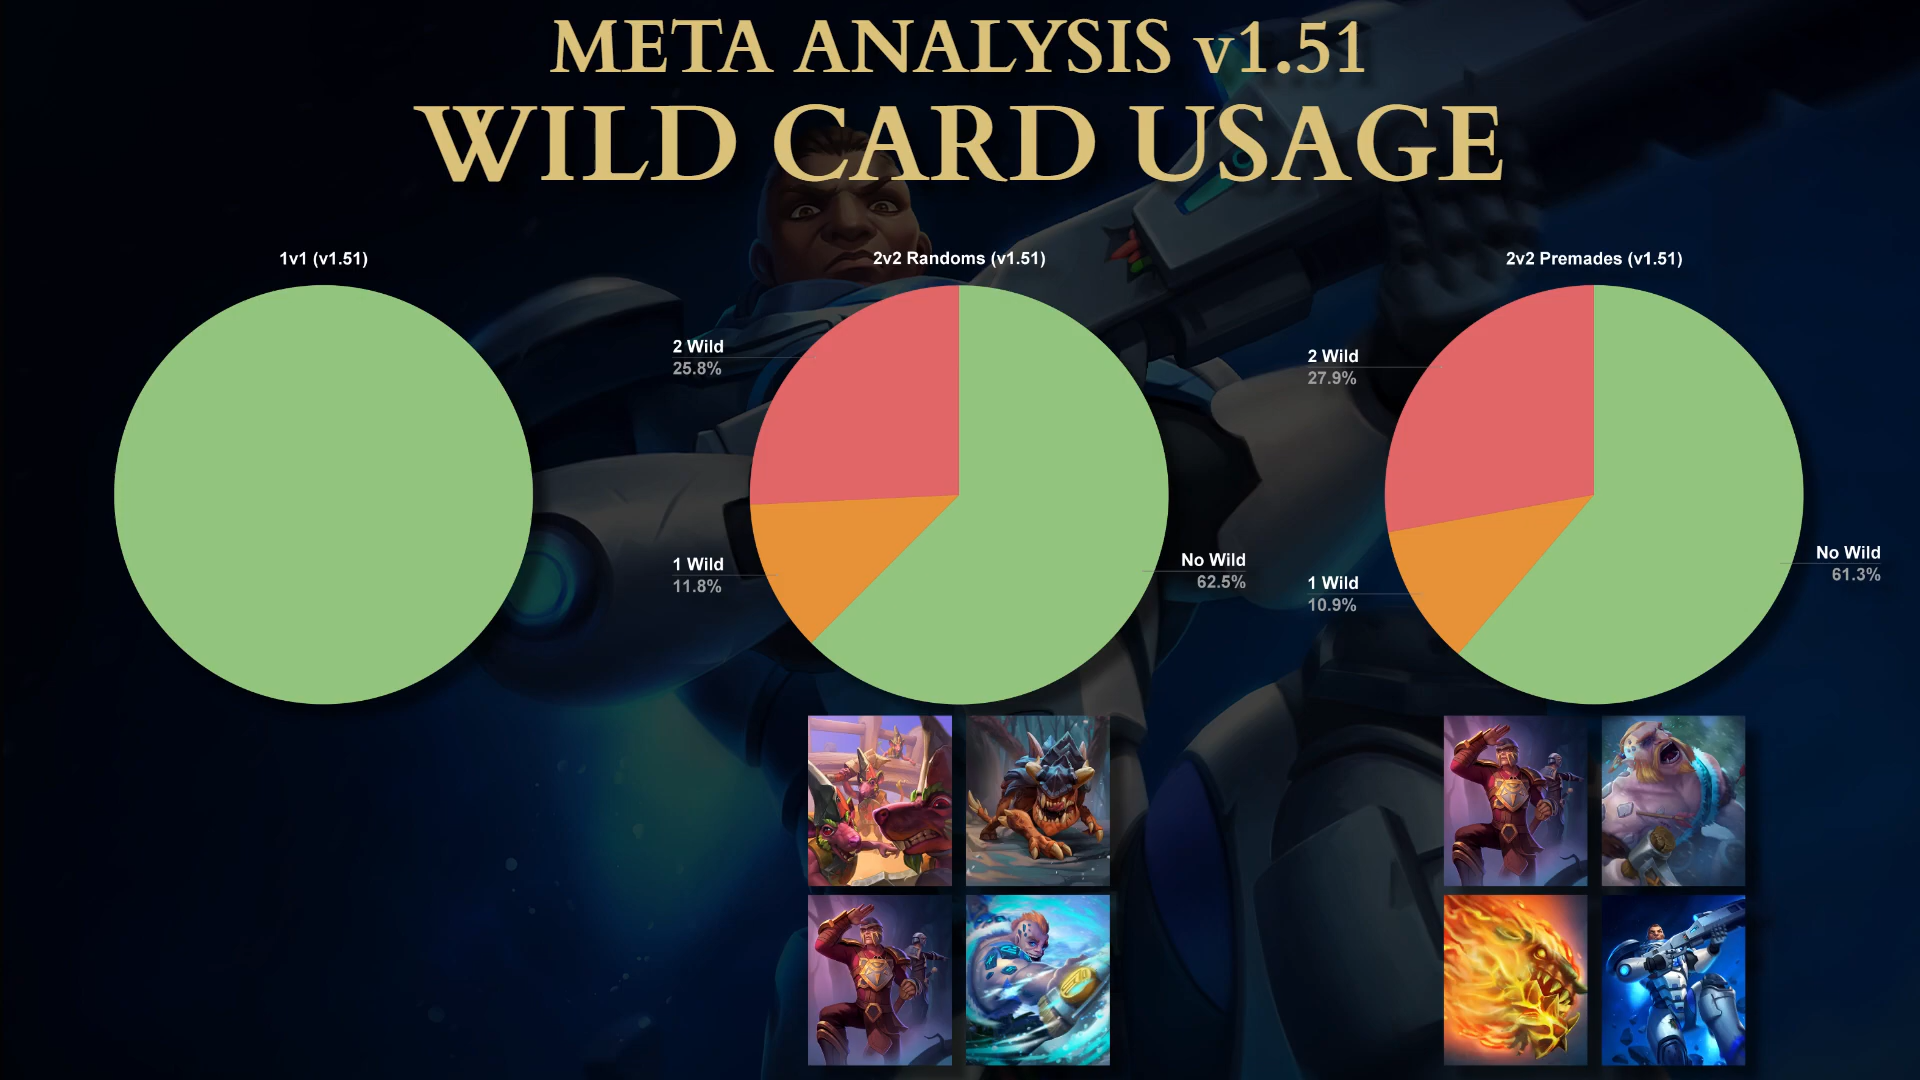 META ANALYSIS v1.51
WILD CARD USAGE
1v1 (v1.51)
2v2 Randoms (v1.51)
2 Wild
25.8%
1 Wild
11.8%
No Wild
62.5%
2v2 Premades (v1.51)
2 Wild
27.9%
1 Wild
10.9%
No Wild
61.3%